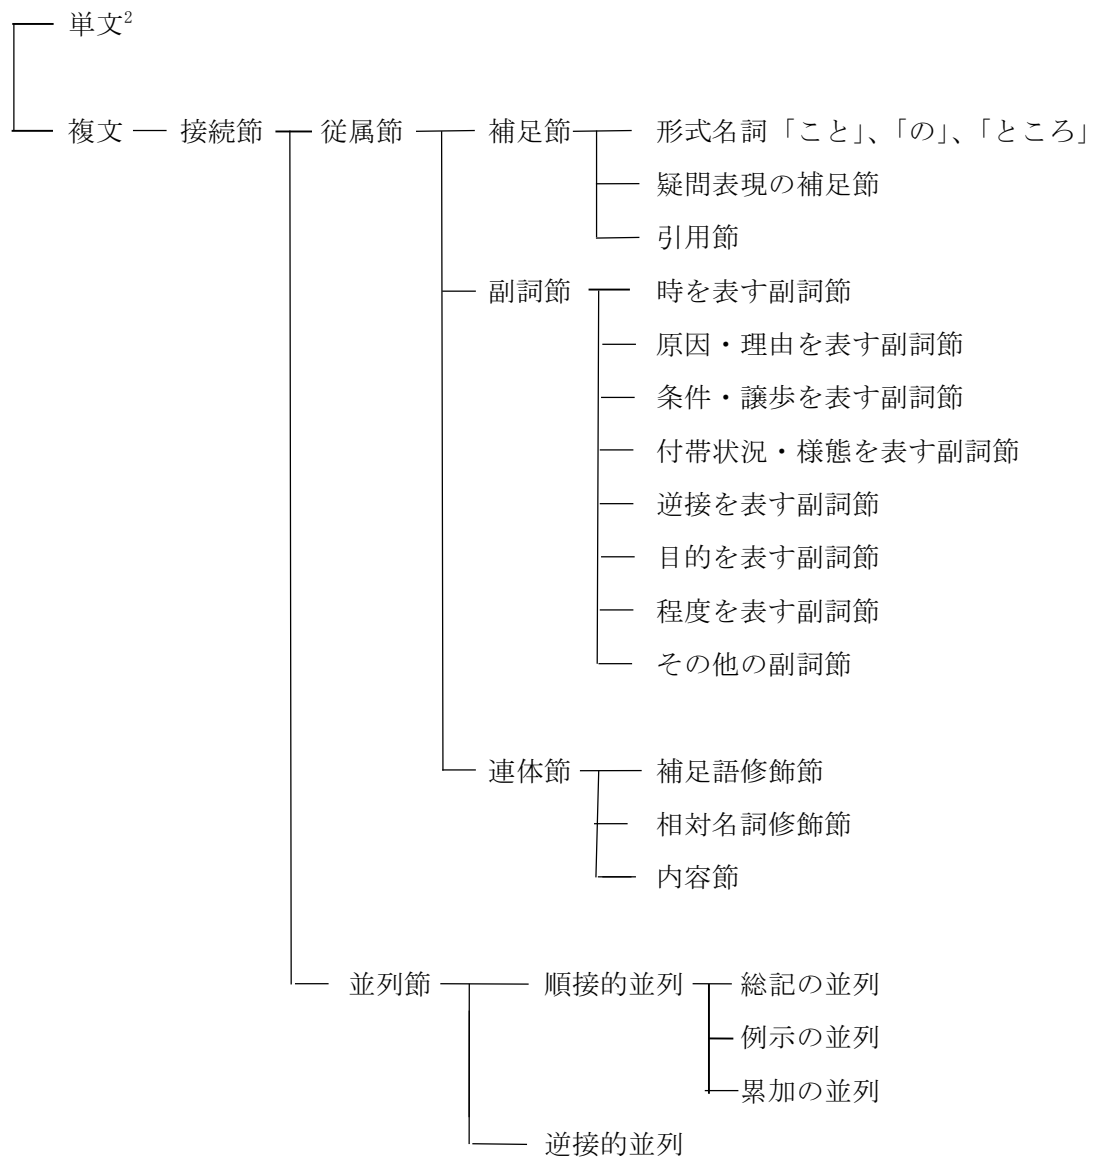 単文2
複文 接続節 従属節 補足節 形式名詞「こと」、「の」、「ところ」
疑問表現の補足節
引用節
副詞節 時を表す副詞節
原因・理由を表す副詞節
条件・譲歩を表す副詞節
付帯状況・様態を表す副詞節
逆接を表す副詞節
目的を表す副詞節
程度を表す副詞節
その他の副詞節
連体節 補足語修飾節
相対名詞修飾節
内容節
並列節 順接的並列 総記の並列
例示の並列
累加の並列
逆接的並列